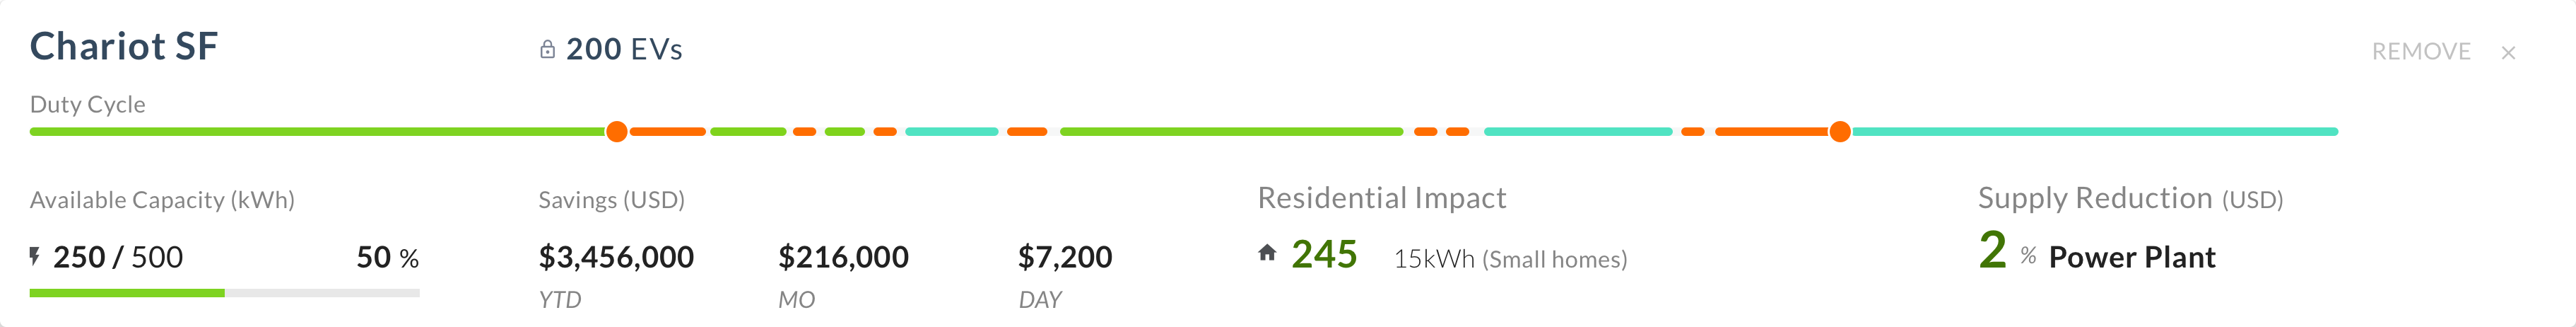 Chariot SF
200 EVs
REMOVE ×
Duty Cycle
Available Capacity (kWh)
250 / 500
50 %
Savings (USD)
$3,456,000
YTD
$216,000
MO
$7,200
DAY
Residential Impact
245 15kWh (Small homes)
Supply Reduction (USD)
2 % Power Plant